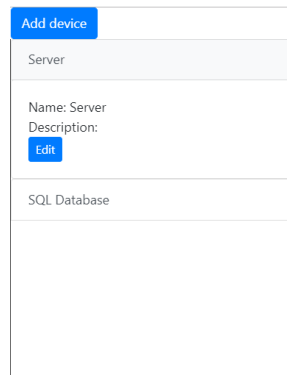 Add device
Server
Name: Server
Description:
Edit
SQL Database